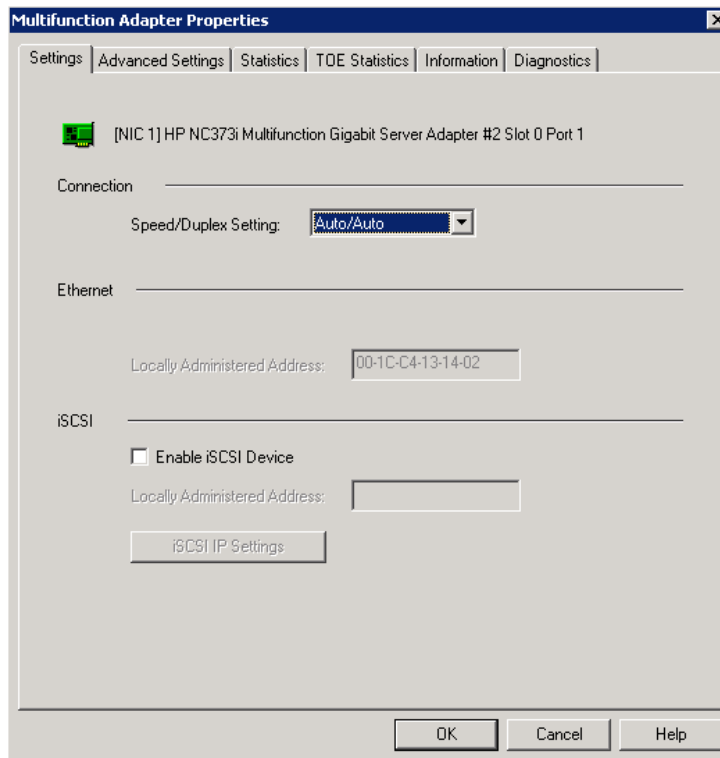 Multifunction Adapter Properties
Settings Advanced Settings Statistics TOE Statistics Information Diagnostics
[NIC 1] HP NC373i Multifunction Gigabit Server Adapter #2 Slot 0 Port 1
Connection
Speed/Duplex Setting: Auto/Auto
Ethernet
Locally Administered Address: 00-1C-C4-13-14-02
iSCSI
Enable iSCSI Device
Locally Administered Address:
iSCSI IP Settings
OK Cancel Help